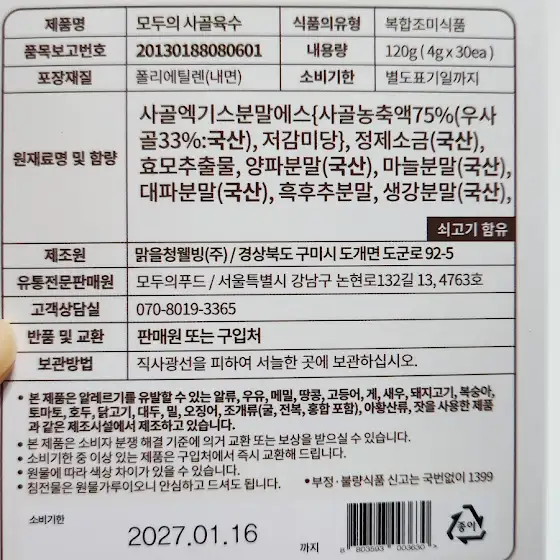 제품명 모두의 사골육수 식품의유형 복합조미식품
품목보고번호 20130188080601 내용량 120g ( 4g x 30ea )
포장재질 폴리에틸렌(내면) 소비기한 별도표기일까지
원재료명 및 함량
사골엑기스분말에스{사골농축액75%(우사
골33%:국산), 저감미당}, 정제소금(국산),
효모추출물, 양파분말(국산), 마늘분말(국산),
대파분말(국산), 흑후추분말, 생강분말(국산),
쇠고기 함유
제조원 맑을청웰빙(주) / 경상북도 구미시 도개면 도군로 92-5
유통전문판매원 모두의푸드 / 서울특별시 강남구 논현로132길 13, 4763호
고객상담실 070-8019-3365
반품 및 교환 판매원 또는 구입처
보관방법 직사광선을 피하여 서늘한 곳에 보관하십시오.
• 본 제품은 알레르기를 유발할 수 있는 알류, 우유, 메밀, 땅콩, 고등어, 게, 새우, 돼지고기, 복숭아,
토마토, 호두, 닭고기, 대두, 밀, 오징어, 조개류(굴, 전복, 홍합 포함), 아황산류, 잣을 사용한 제품
과 같은 제조시설에서 제조하고 있습니다.
• 본 제품은 소비자 분쟁 해결 기준에 의거 교환 또는 보상을 받으실 수 있습니다.
• 소비기한 중 이상 있는 제품은 구입처에서 즉시 교환해 드립니다.
• 원물에 따라 색상 차이가 있을 수 있습니다.
• 침전물은 원물가루이오니 안심하고 드셔도 됩니다. • 부정·불량식품 신고는 국번없이 1399
소비기한
2027.01.16 까지
8 803593 003630
종이